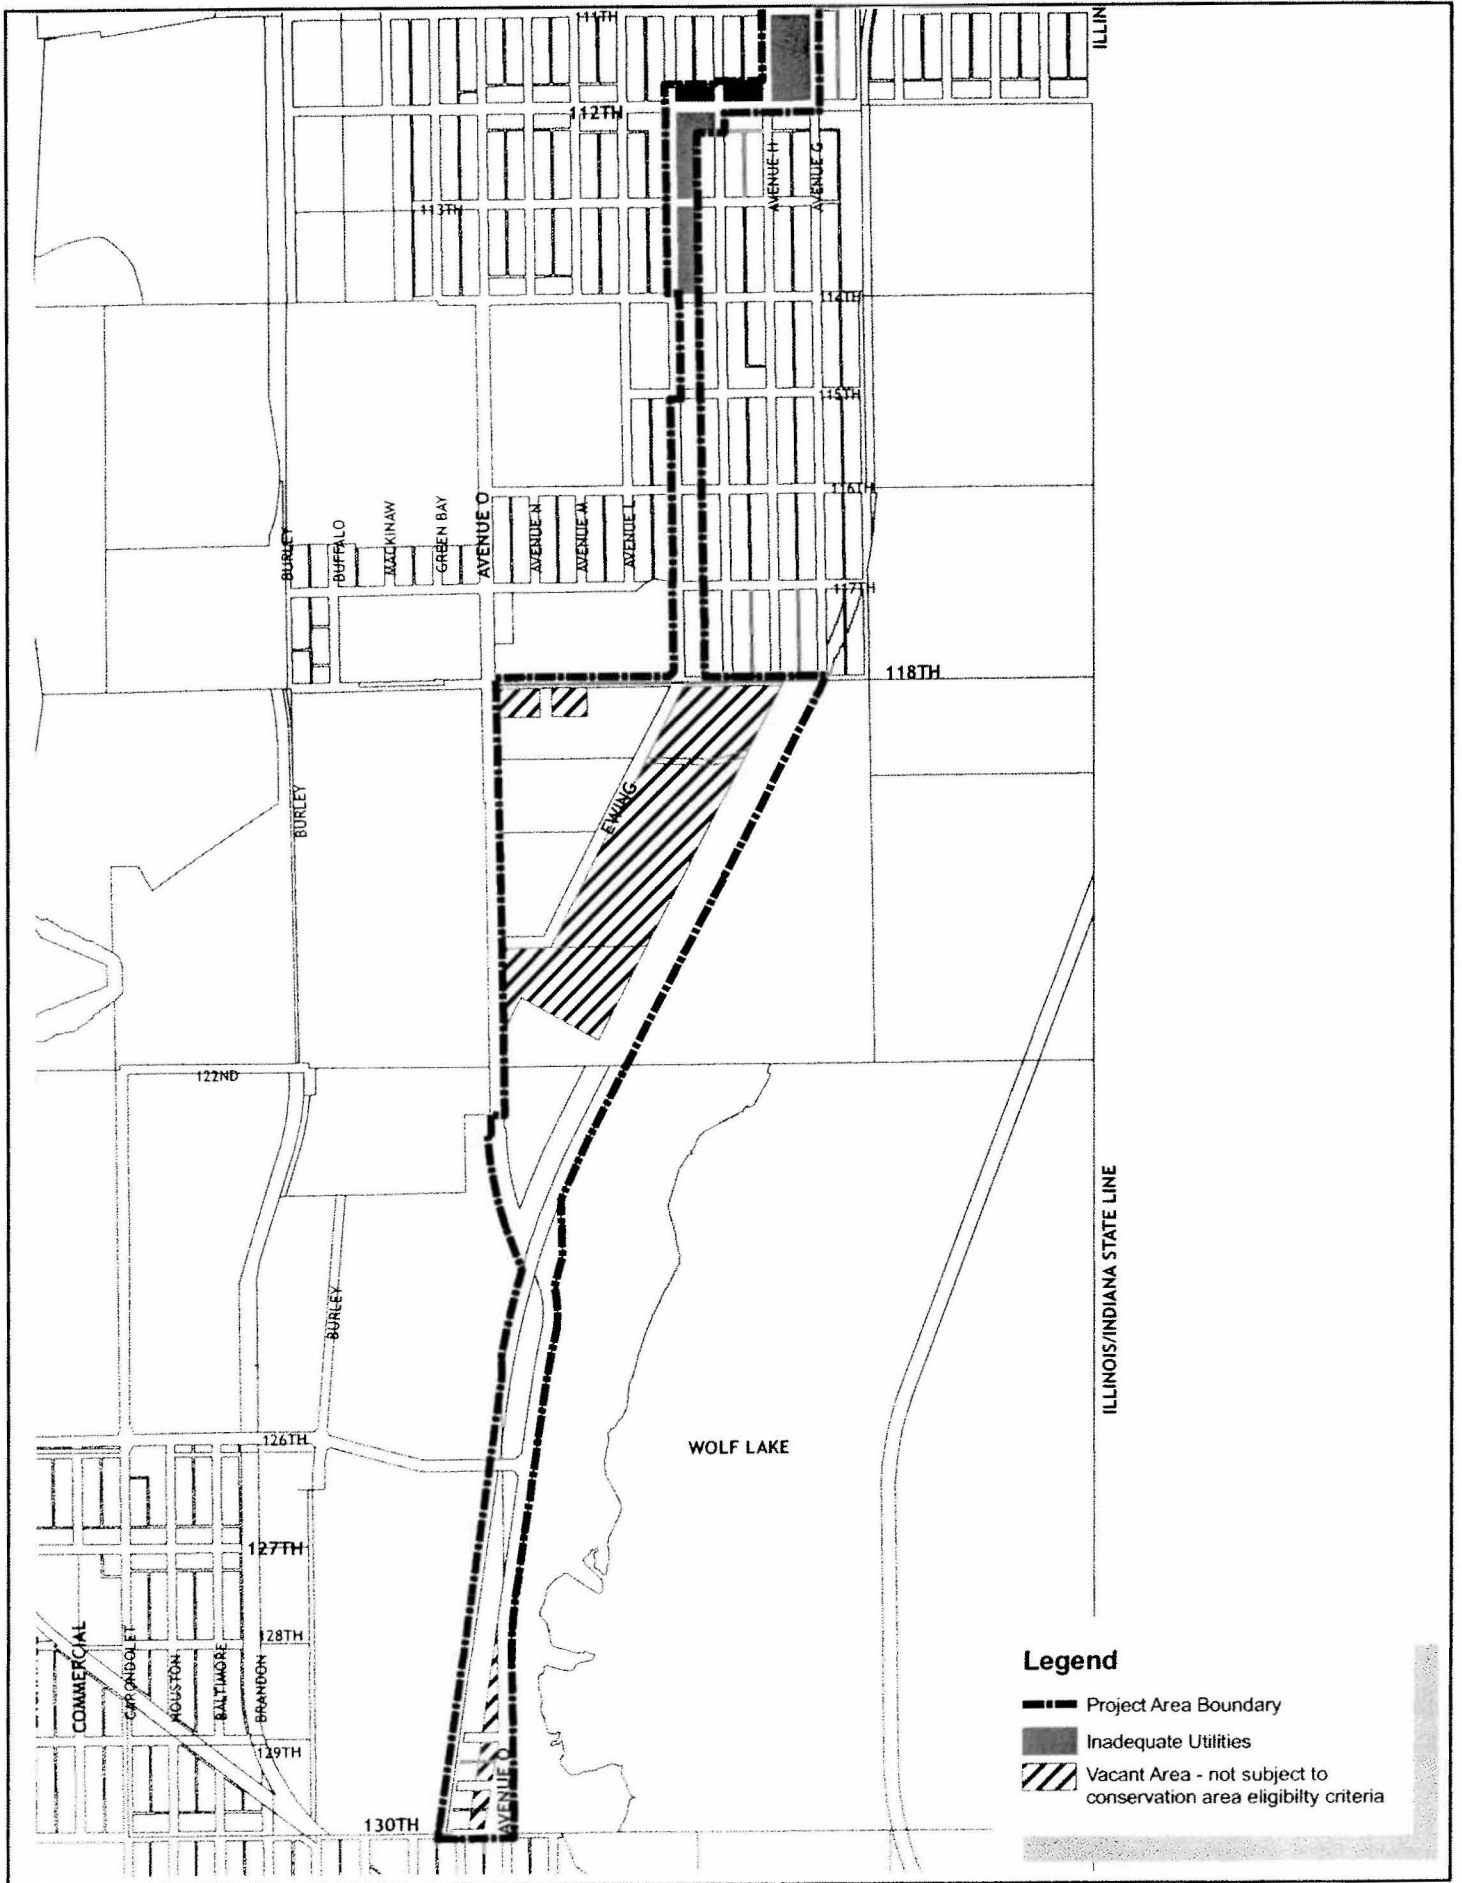 111TH
ILLIN
112TH
AVENUE H
AVENUE G
113TH
114TH
115TH
116TH
BURLEY
BUFFALO
MACKINAW
GREEN BAY
AVENUE O
AVENUE N
AVENUE M
AVENUE L
117TH
118TH
BURLEY
EWING
122ND
ILLINOIS/INDIANA STATE LINE
BURLEY
126TH
WOLF LAKE
127TH
128TH
COMMERCIAL
CARONDOLET
HOUSTON
BALTIMORE
BRANDON
129TH
AVENUE O
130TH
Legend
Project Area Boundary
Inadequate Utilities
Vacant Area - not subject to
conservation area eligibilty criteria